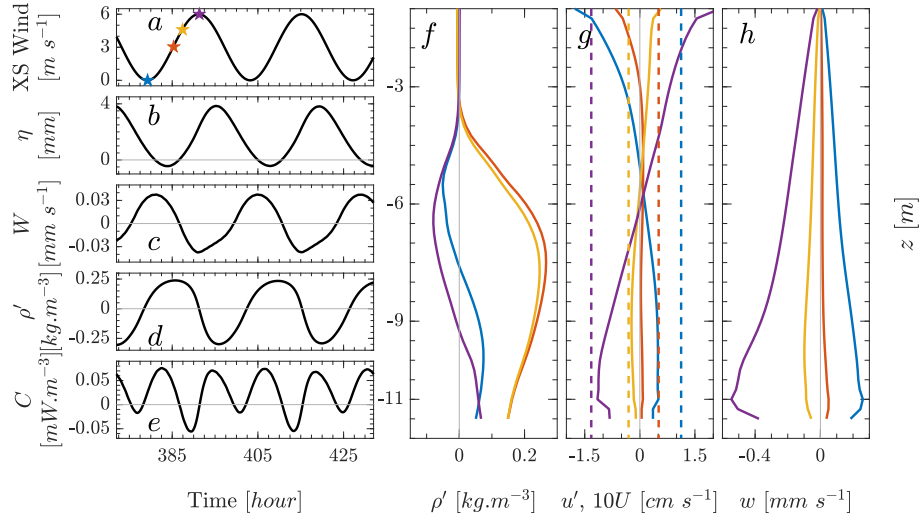 XS Wind
[m s⁻¹]
6
3
0
a
η
[mm]
4
0
b
W
[mm s⁻¹]
0.03
0
-0.03
c
ρ′
[kg.m⁻³]
0.25
0
-0.25
d
C
[mW.m⁻³]
0.05
0
-0.05
e
385 405 425
Time [hour]
f
-3
-6
-9
-11
0 0.2
ρ′ [kg.m⁻³]
g
-1.5 0 1.5
u′, 10U [cm s⁻¹]
h
-0.4 0
w [mm s⁻¹]
z [m]